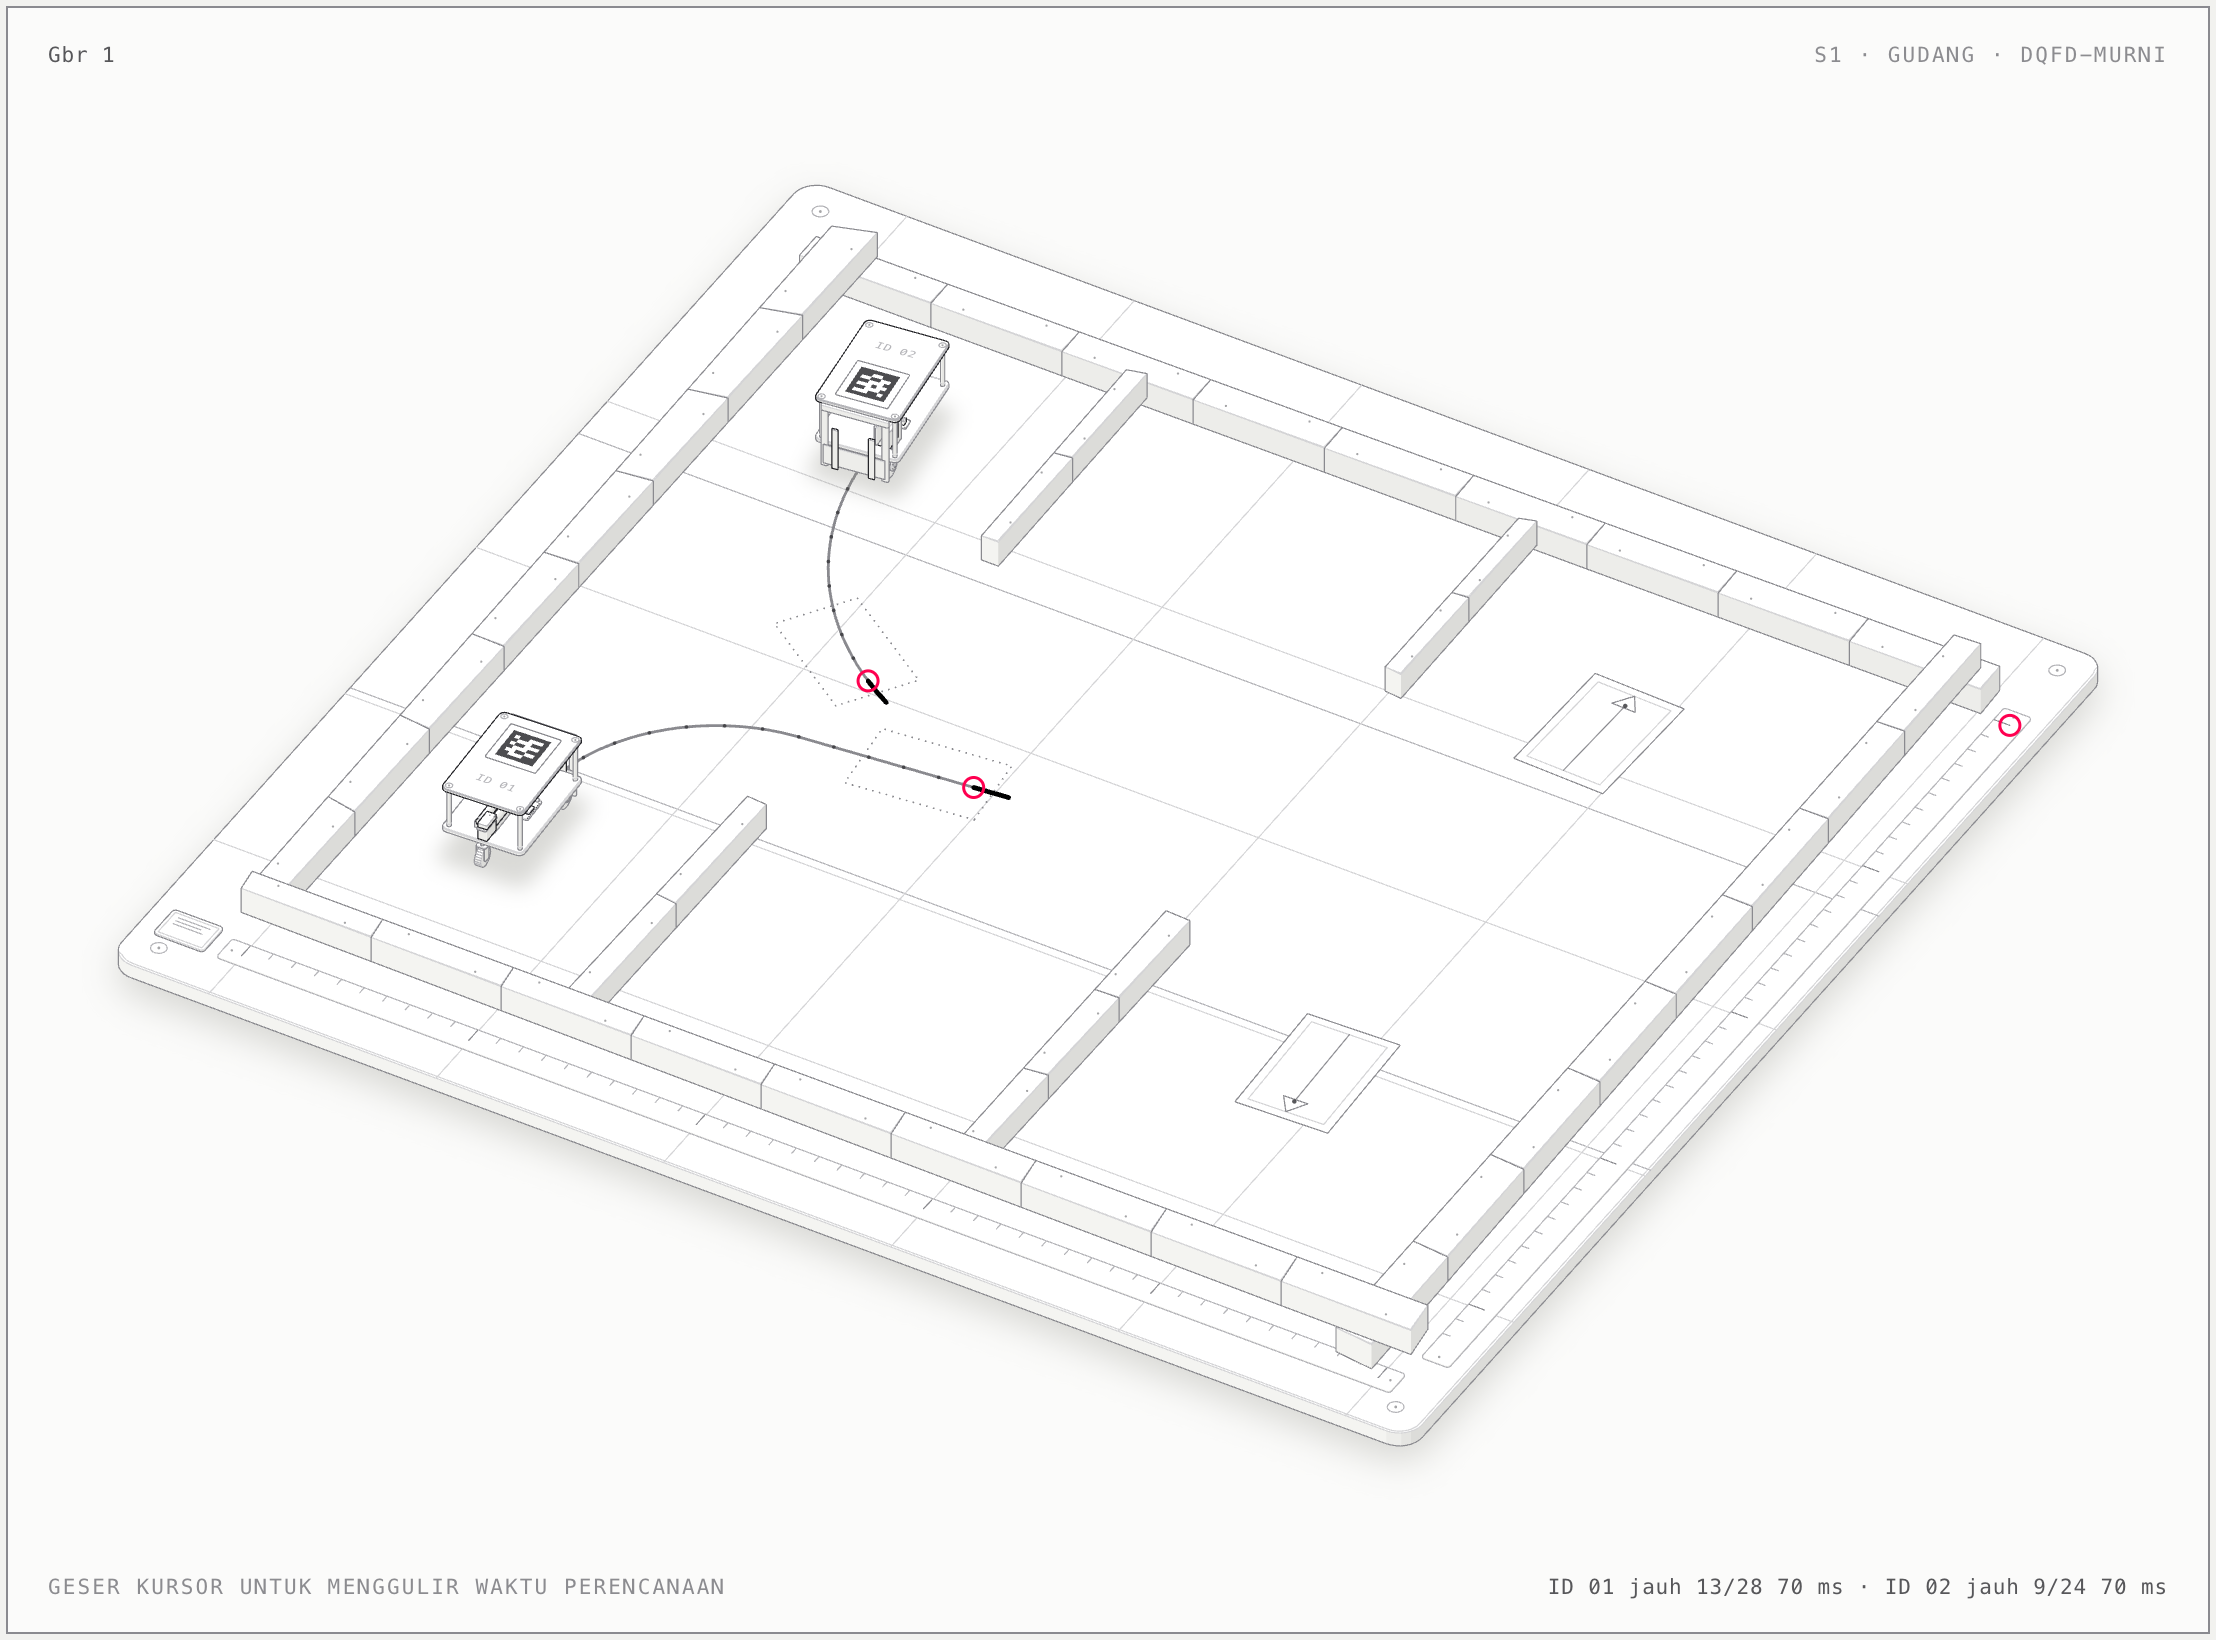 Gbr 1
S1 · GUDANG · DQFD–MURNI
ID 02
ID 01
GESER KURSOR UNTUK MENGGULIR WAKTU PERENCANAAN
ID 01 jauh 13/28 70 ms · ID 02 jauh 9/24 70 ms